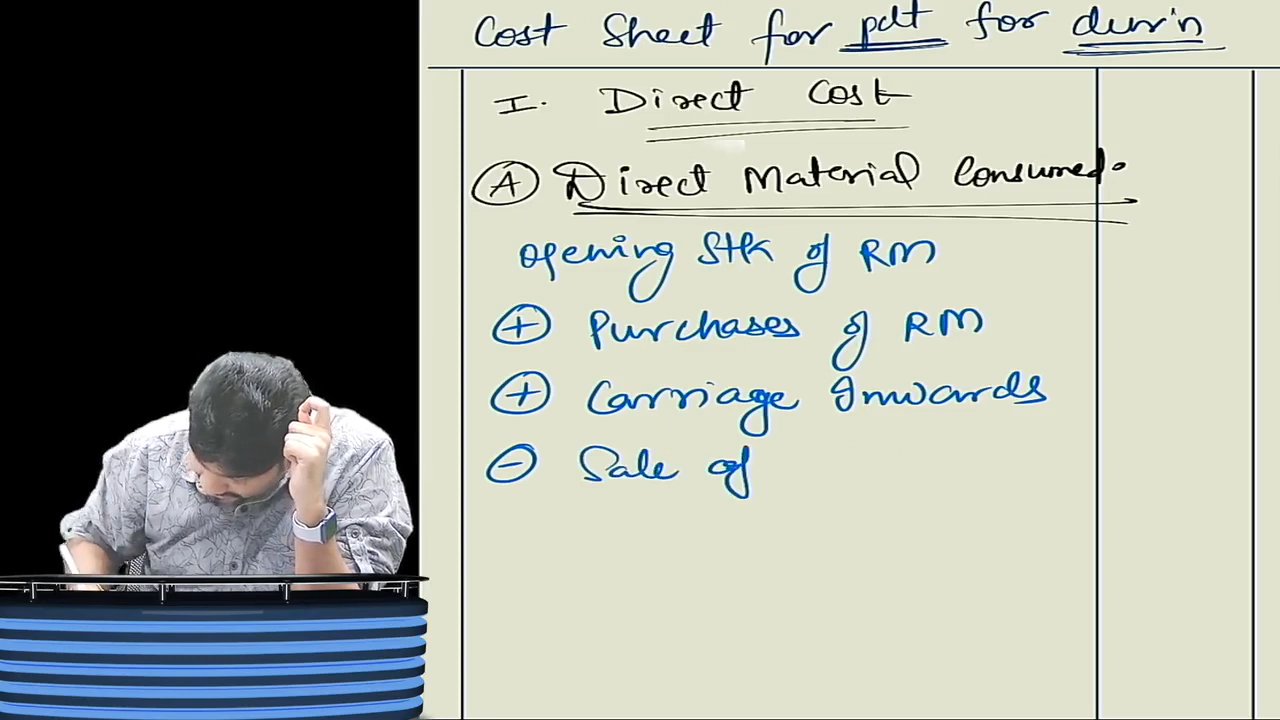 Cost Sheet for pdt for durr'n
I. Direct Cost
A Direct Material Consumed.
opening Stk of RM
+ Purchases of RM
+ Carriage Inwards
- Sale of